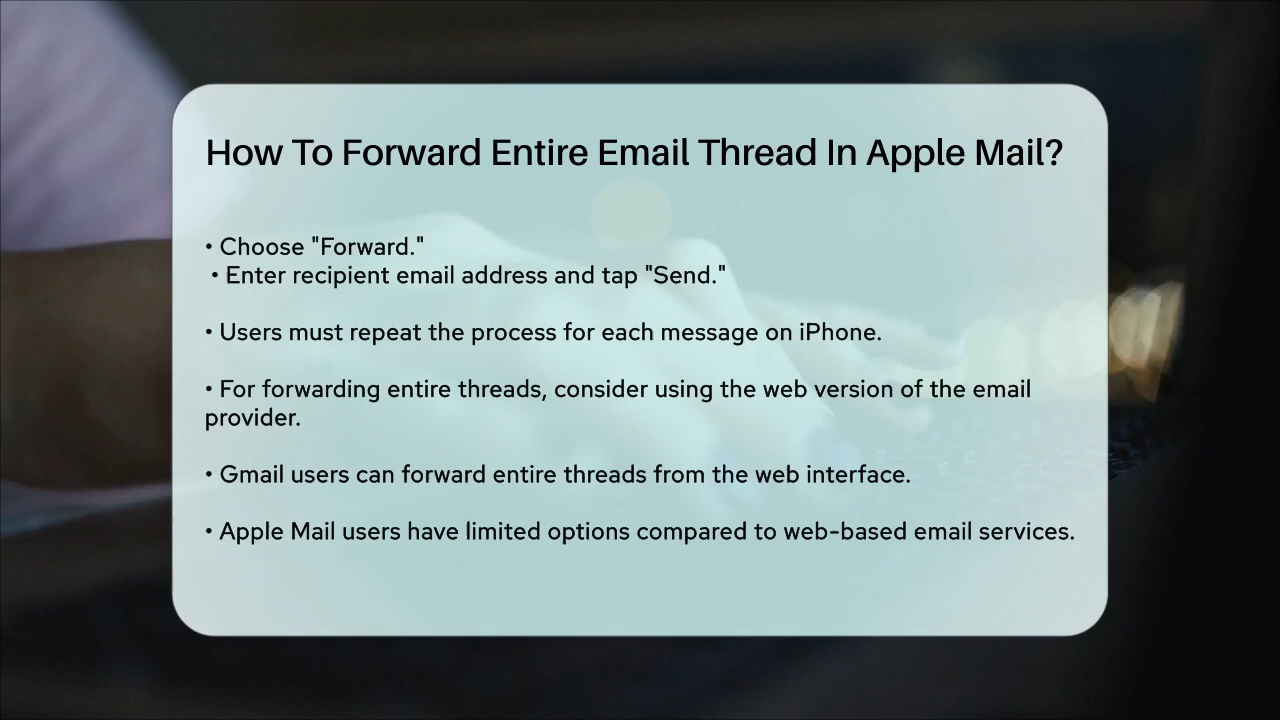 How To Forward Entire Email Thread In Apple Mail?
• Choose "Forward."
• Enter recipient email address and tap "Send."
• Users must repeat the process for each message on iPhone.
• For forwarding entire threads, consider using the web version of the email
provider.
• Gmail users can forward entire threads from the web interface.
• Apple Mail users have limited options compared to web-based email services.